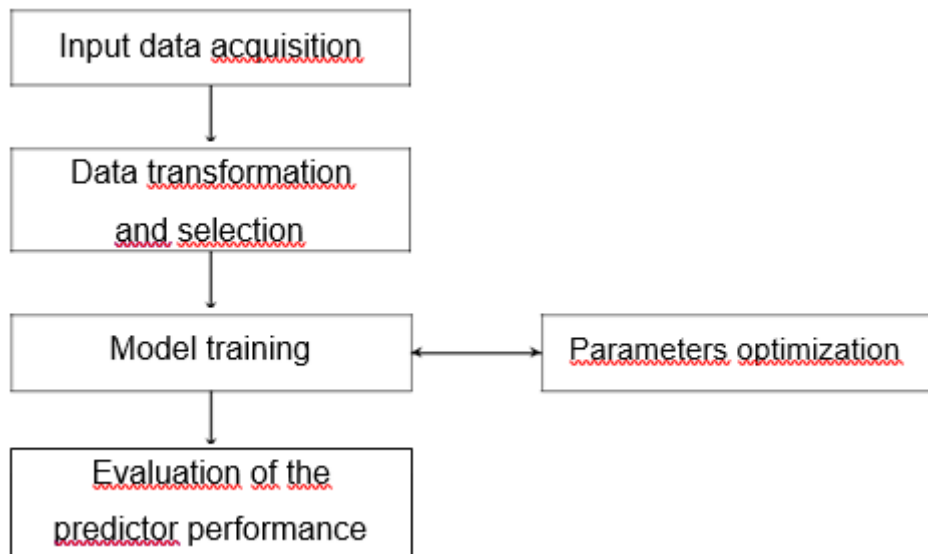 Input data acquisition
Data transformation
and selection
Model training
Parameters optimization
Evaluation of the
predictor performance